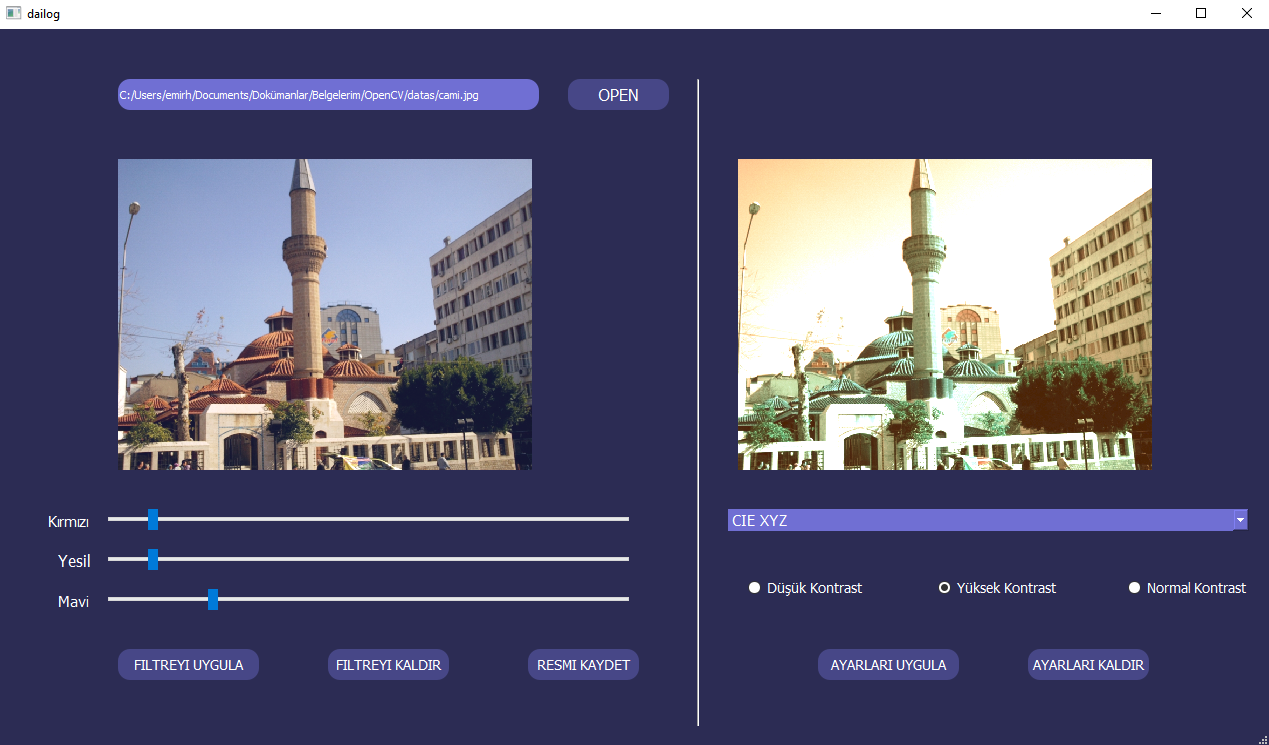 dailog
C:/Users/emirh/Documents/Dokümanlar/Belgelerim/OpenCV/datas/cami.jpg
OPEN
Kırmızı
Yesil
Mavi
FILTREYI UYGULA
FILTREYI KALDIR
RESMI KAYDET
CIE XYZ
Düşük Kontrast
Yüksek Kontrast
Normal Kontrast
AYARLARI UYGULA
AYARLARI KALDIR